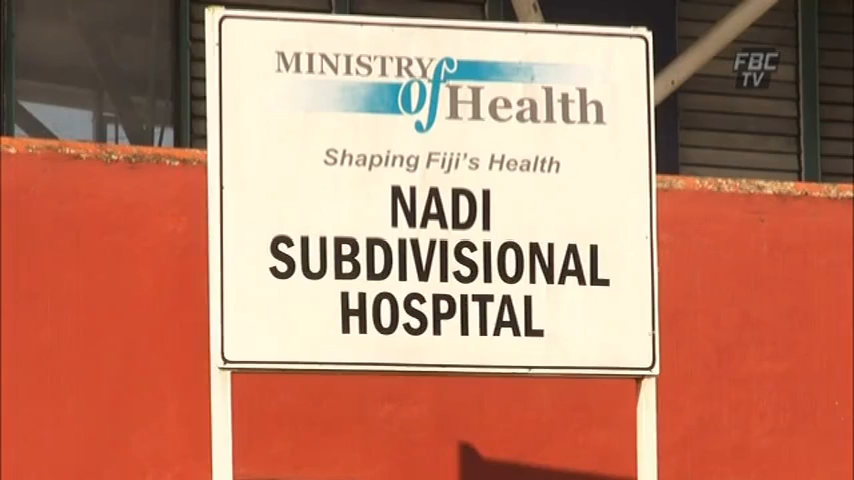 FBC
TV
MINISTRY of Health
Shaping Fiji's Health
NADI
SUBDIVISIONAL
HOSPITAL